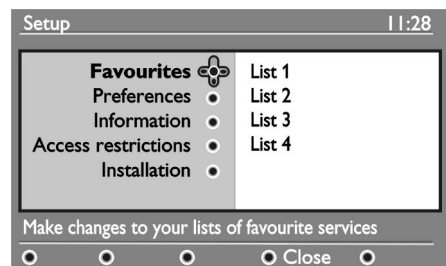 Setup 11:28
Favourites List 1
Preferences List 2
Information List 3
Access restrictions List 4
Installation
Make changes to your lists of favourite services
Close